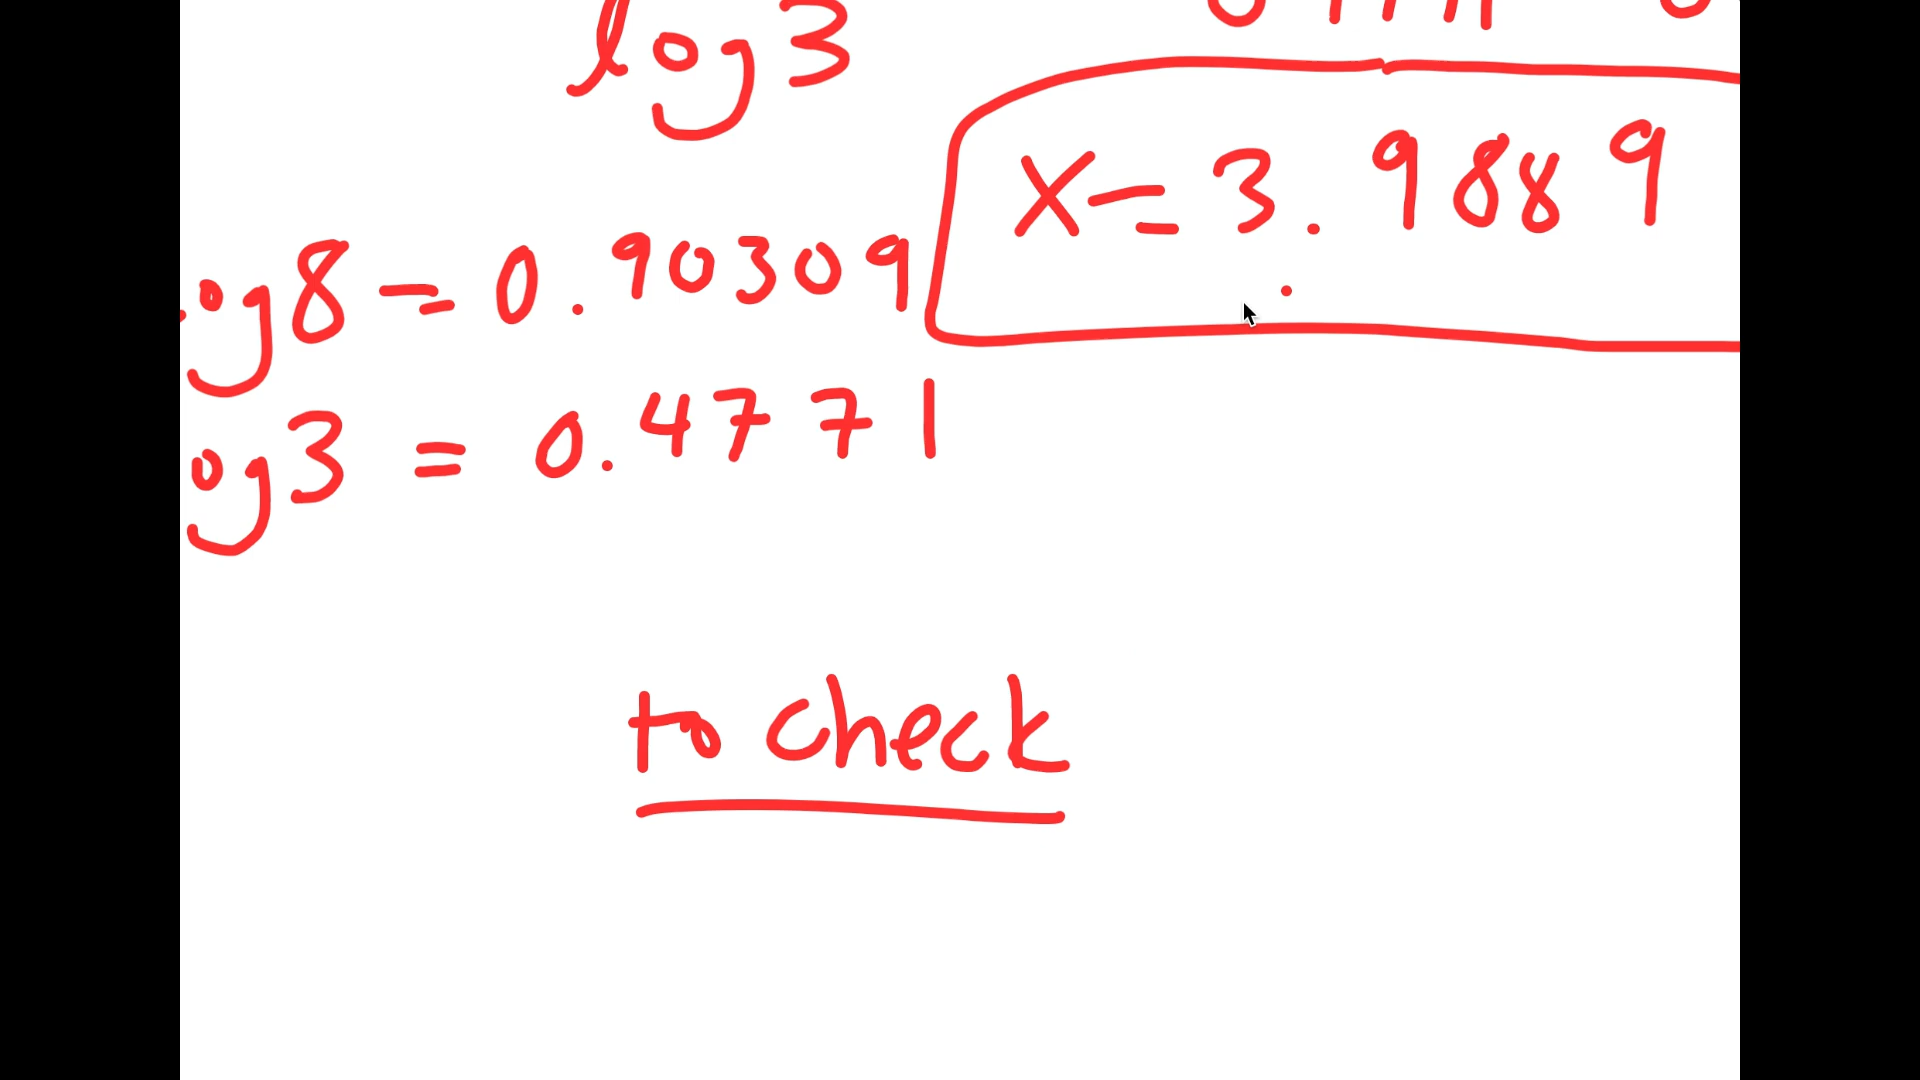 log3
x = 3.9889
og8 = 0.90309
og3 = 0.4771
to check